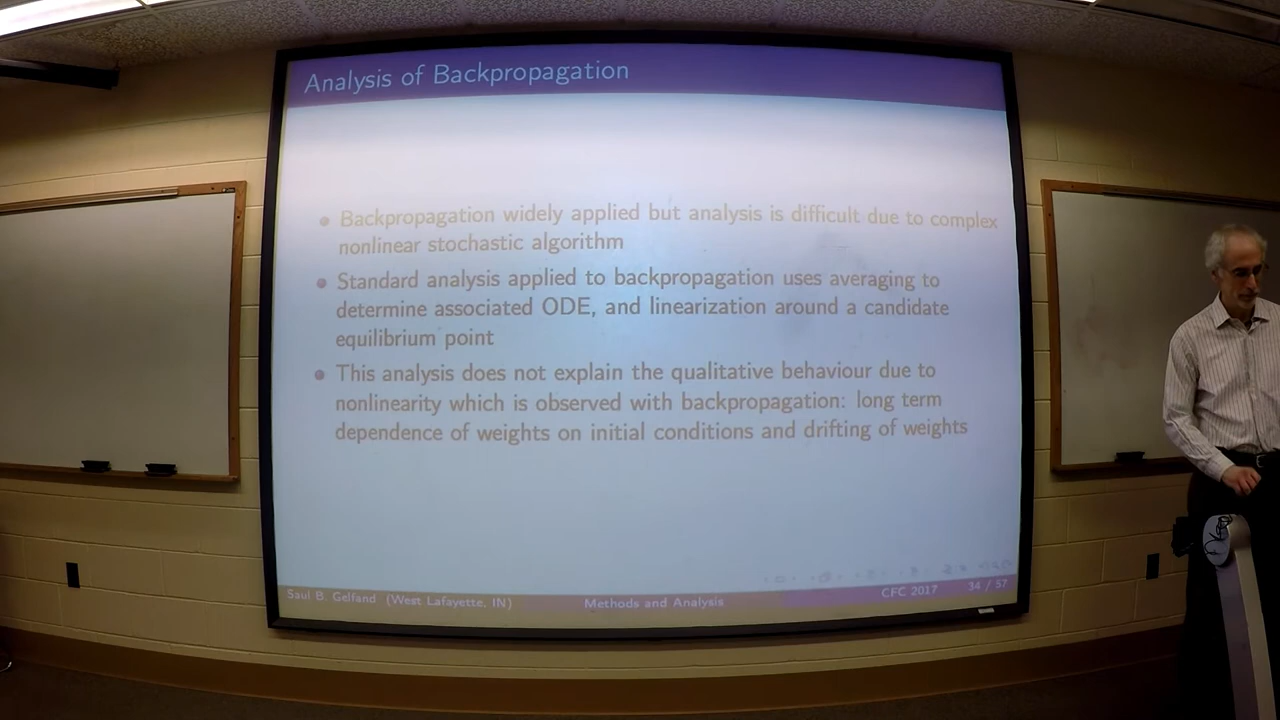 Analysis of Backpropagation
Backpropagation widely applied but analysis is difficult due to complex
nonlinear stochastic algorithm
Standard analysis applied to backpropagation uses averaging to
determine associated ODE, and linearization around a candidate
equilibrium point
This analysis does not explain the qualitative behaviour due to
nonlinearity which is observed with backpropagation: long term
dependence of weights on initial conditions and drifting of weights
Saul B. Gelfand (West Lafayette, IN) Methods and Analysis CFC 2017 34 / 57